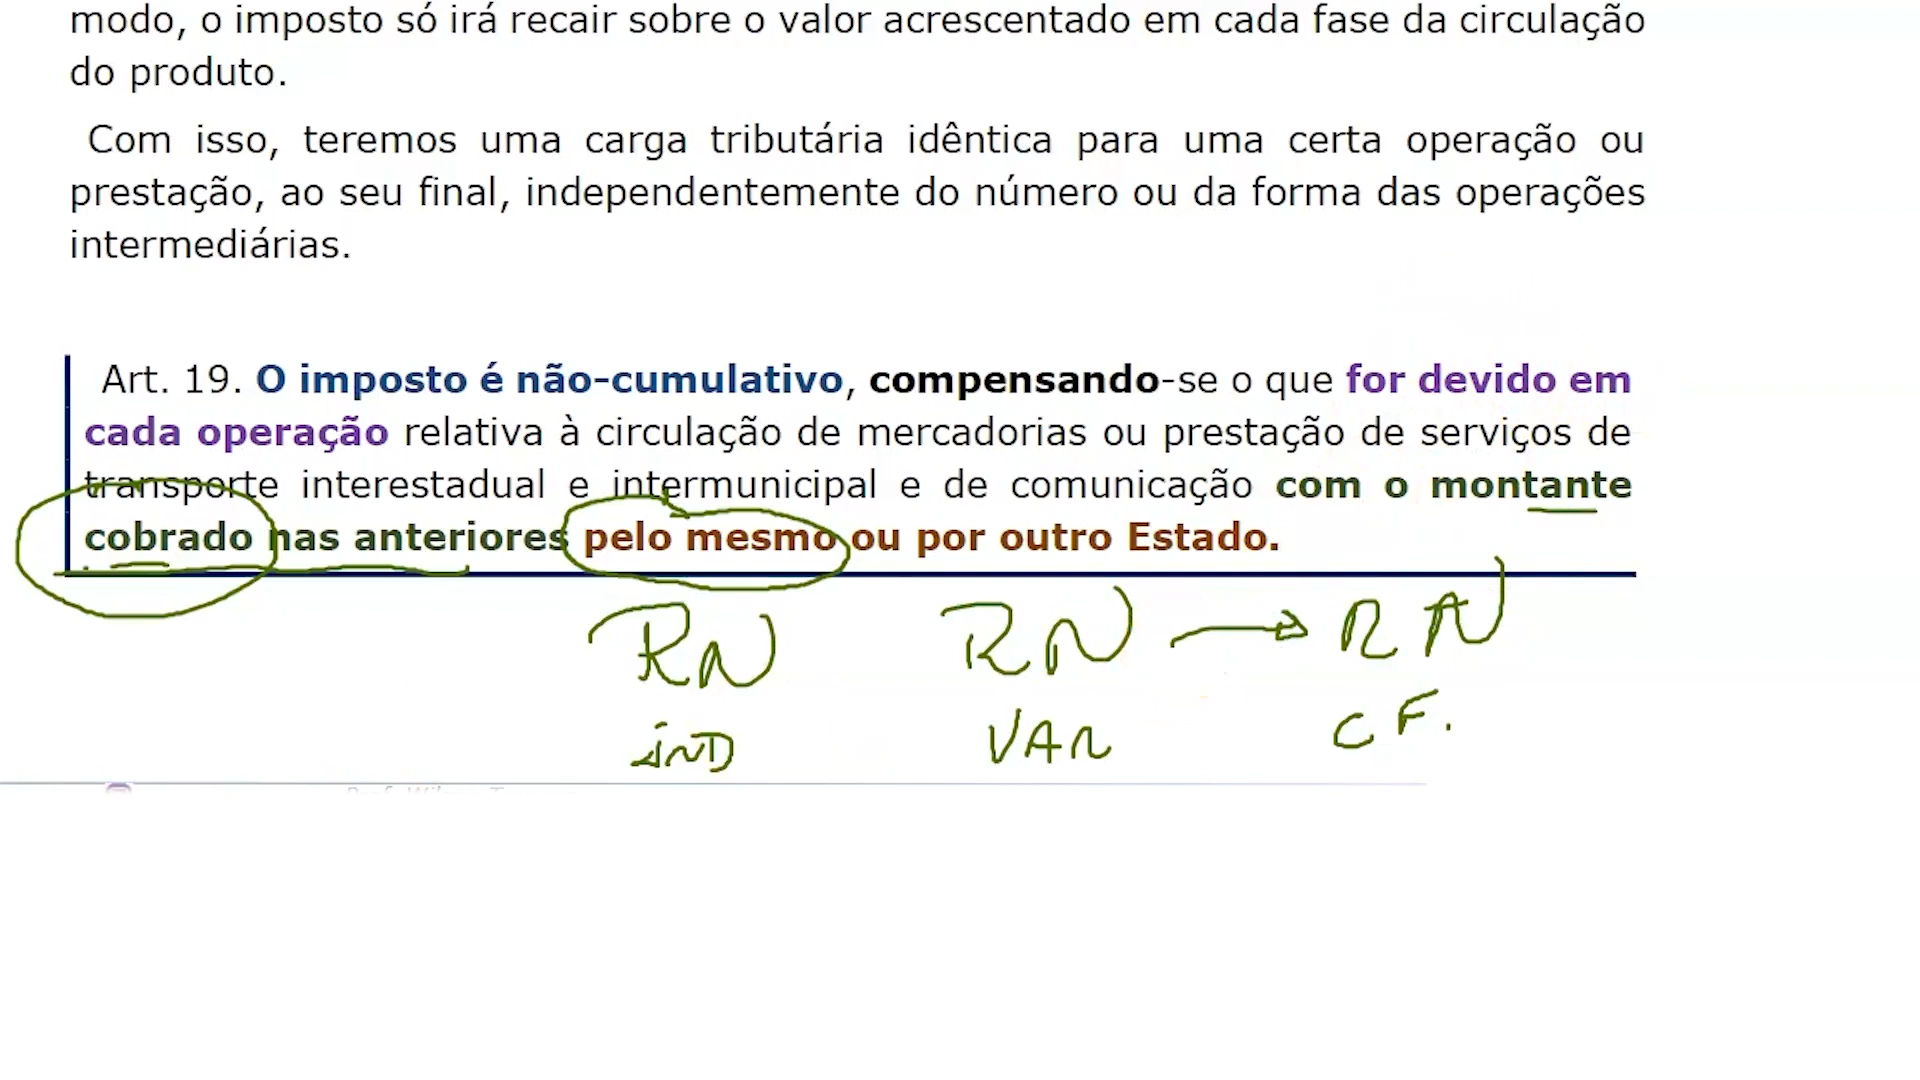 modo, o imposto só irá recair sobre o valor acrescentado em cada fase da circulação
do produto.
Com isso, teremos uma carga tributária idêntica para uma certa operação ou
prestação, ao seu final, independentemente do número ou da forma das operações
intermediárias.
Art. 19. O imposto é não-cumulativo, compensando-se o que for devido em
cada operação relativa à circulação de mercadorias ou prestação de serviços de
transporte interestadual e intermunicipal e de comunicação com o montante
cobrado nas anteriores pelo mesmo ou por outro Estado.
RN RN → RN
IND VAR CF.